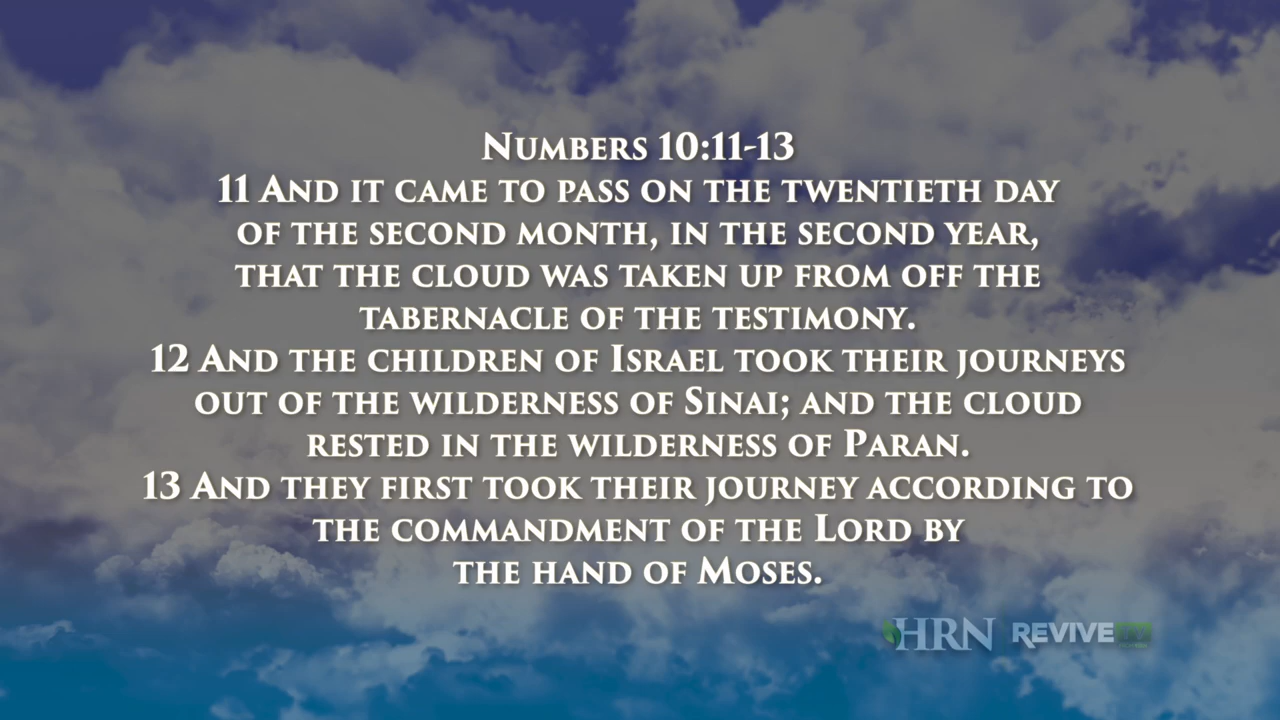 Numbers 10:11-13
11 And it came to pass on the twentieth day
of the second month, in the second year,
that the cloud was taken up from off the
tabernacle of the testimony.
12 And the children of Israel took their journeys
out of the wilderness of Sinai; and the cloud
rested in the wilderness of Paran.
13 And they first took their journey according to
the commandment of the Lord by
the hand of Moses.
HRN REVIVE TV